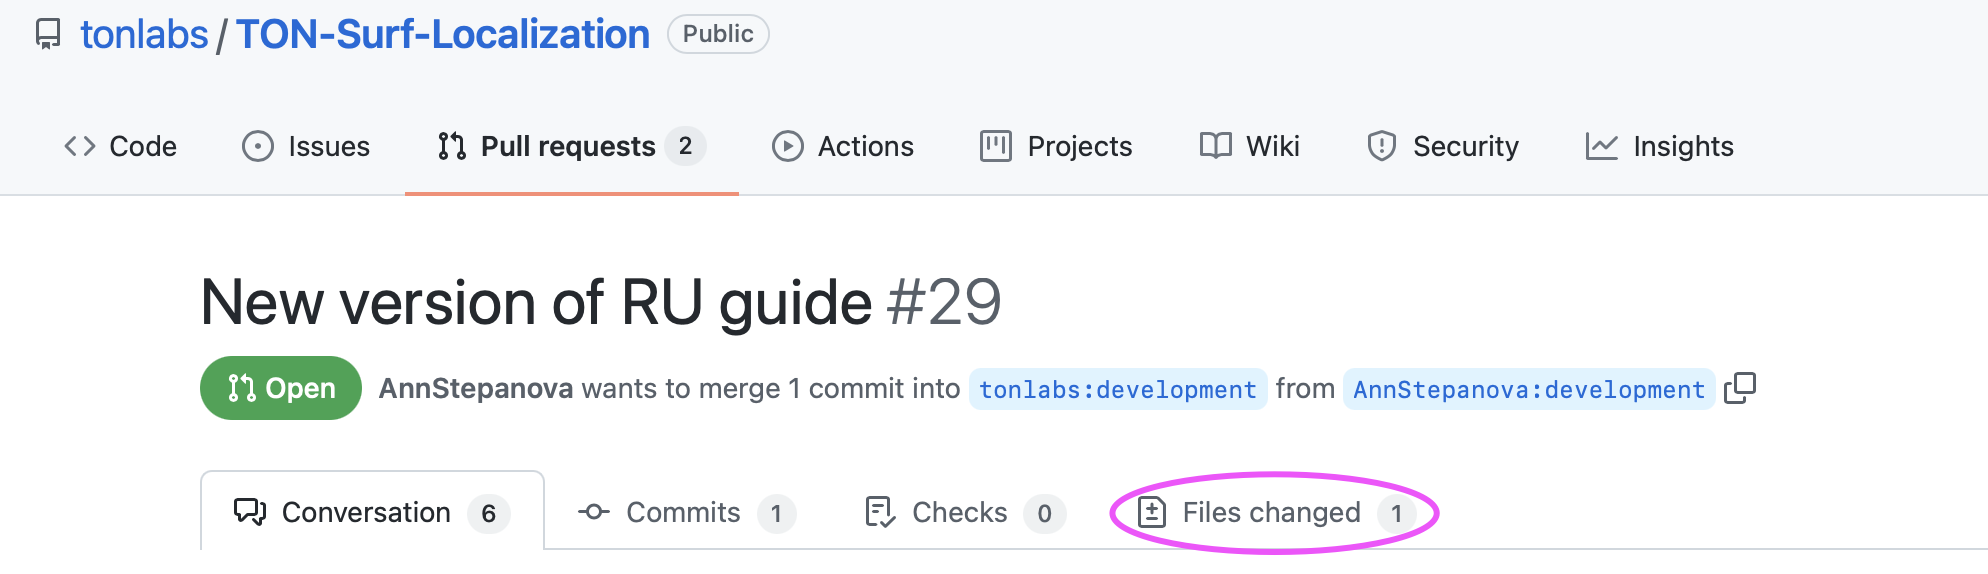 tonlabs / TON-Surf-Localization Public
Code Issues Pull requests 2 Actions Projects Wiki Security Insights
New version of RU guide #29
Open AnnStepanova wants to merge 1 commit into tonlabs:development from AnnStepanova:development
Conversation 6 Commits 1 Checks 0 Files changed 1